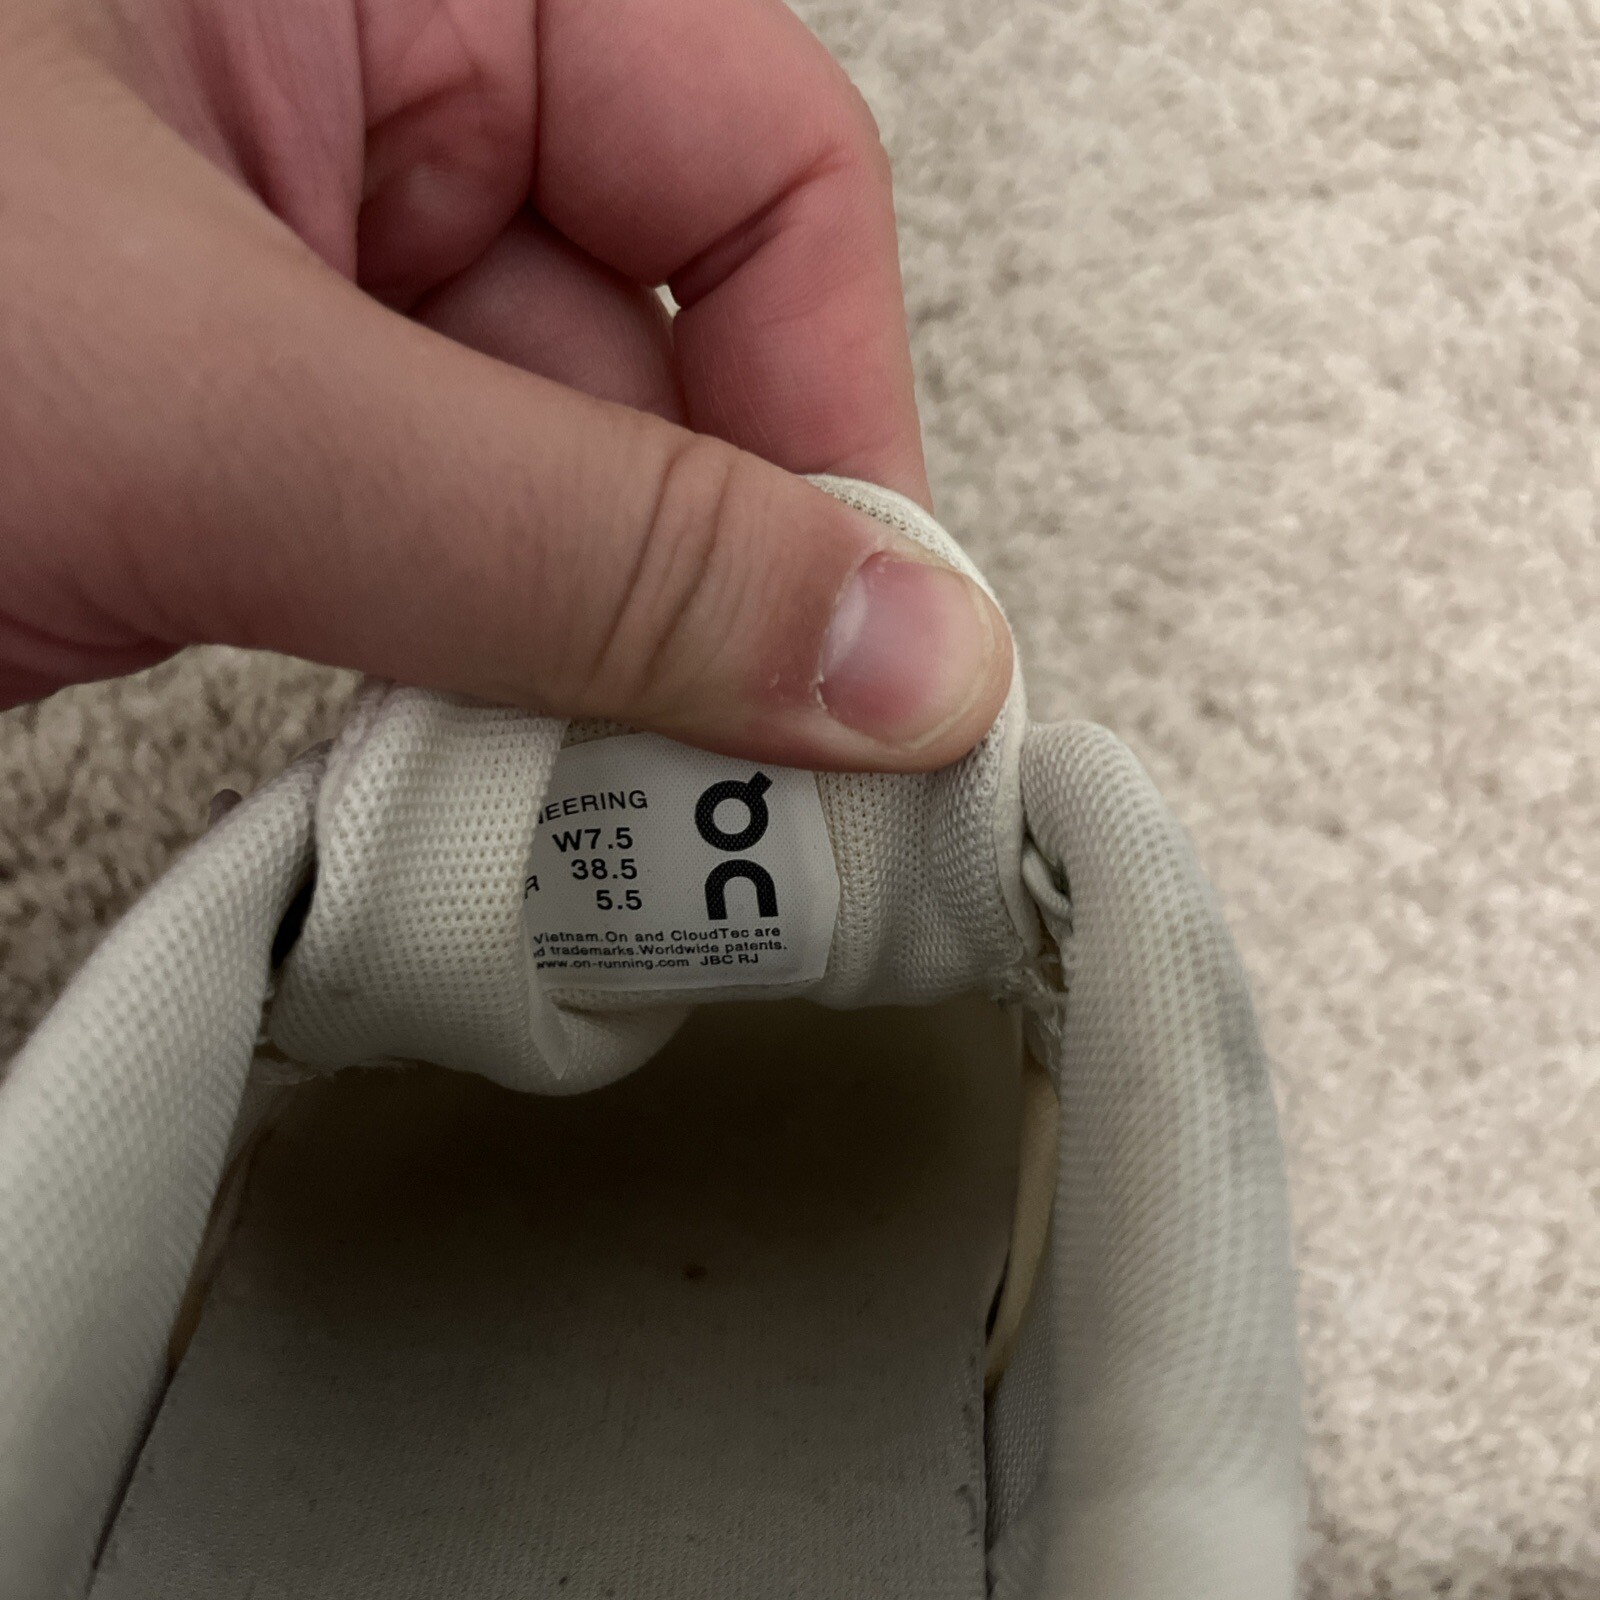 NEERING
W7.5
R 38.5
5.5
Vietnam.On and CloudTec are
d trademarks.Worldwide patents.
www.on-running.com JBC RJ
On